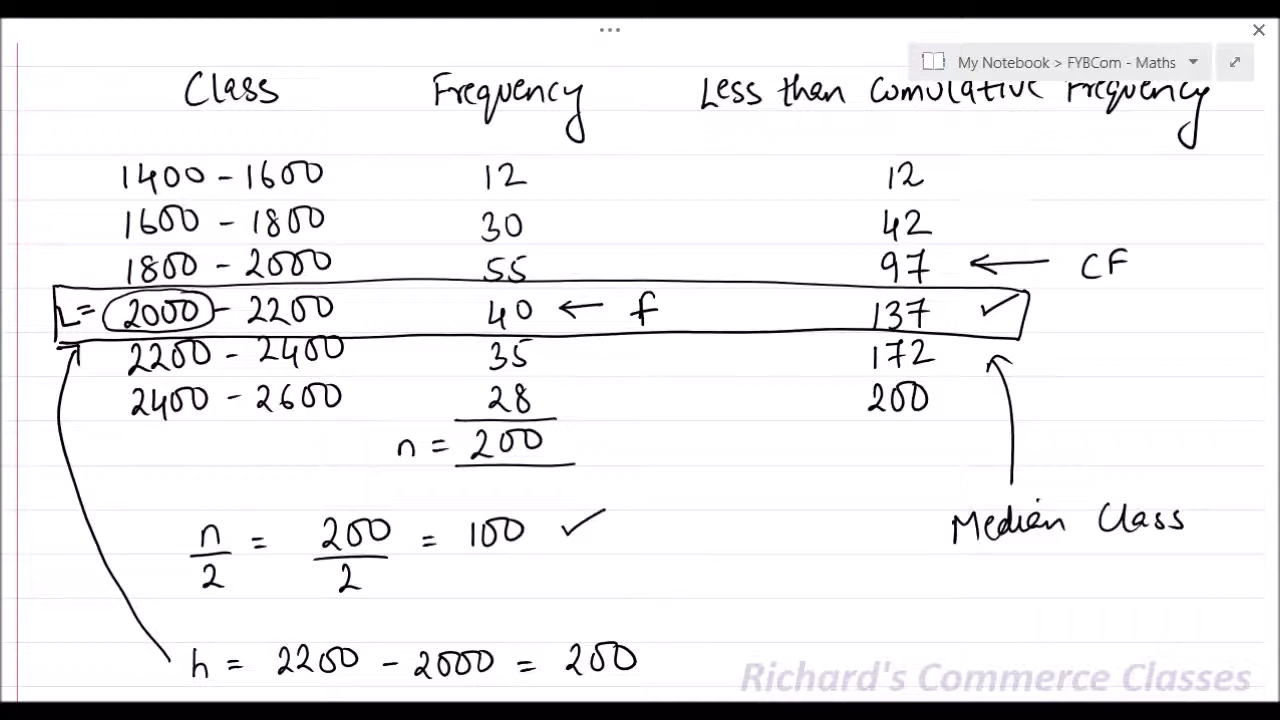 My Notebook > FYBCom - Maths
Class Frequency Less than Comulative Frequency
1400 - 1600 12 12
1600 - 1800 30 42
1800 - 2000 55 97 ← CF
L= 2000 - 2200 40 ← f 137 ✓
2200 - 2400 35 172
2400 - 2600 28 200
n = 200
n/2 = 200/2 = 100 ✓
Median Class
h = 2200 - 2000 = 200
Richard's Commerce Classes